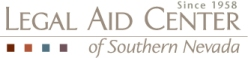 Since 1958
LEGAL AID CENTER
of Southern Nevada